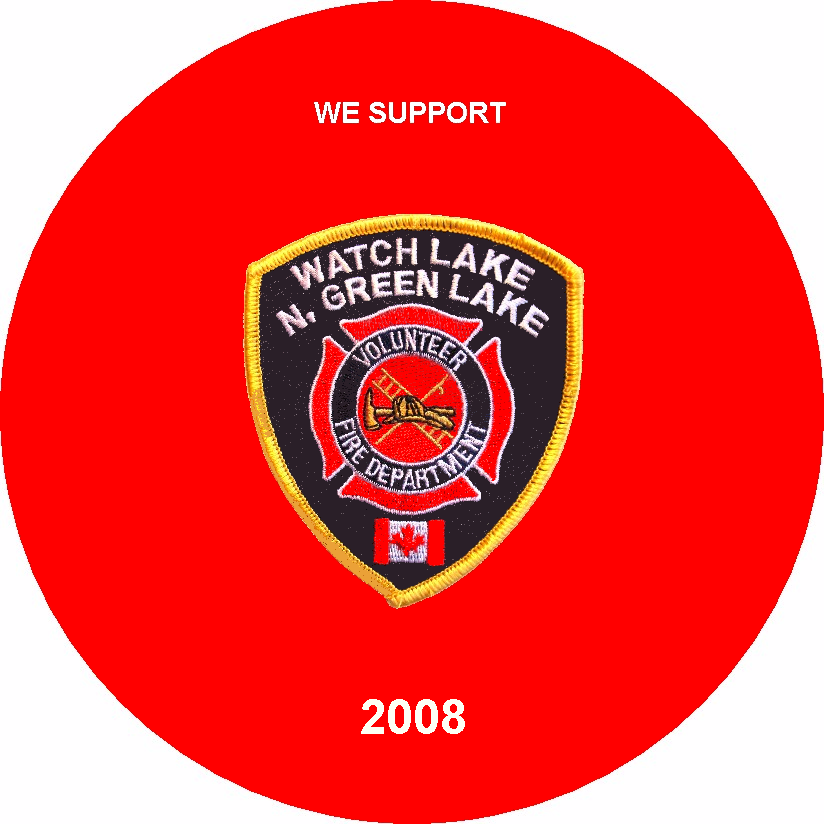 WE SUPPORT
WATCH LAKE
N. GREEN LAKE
VOLUNTEER
FIRE DEPARTMENT
2008